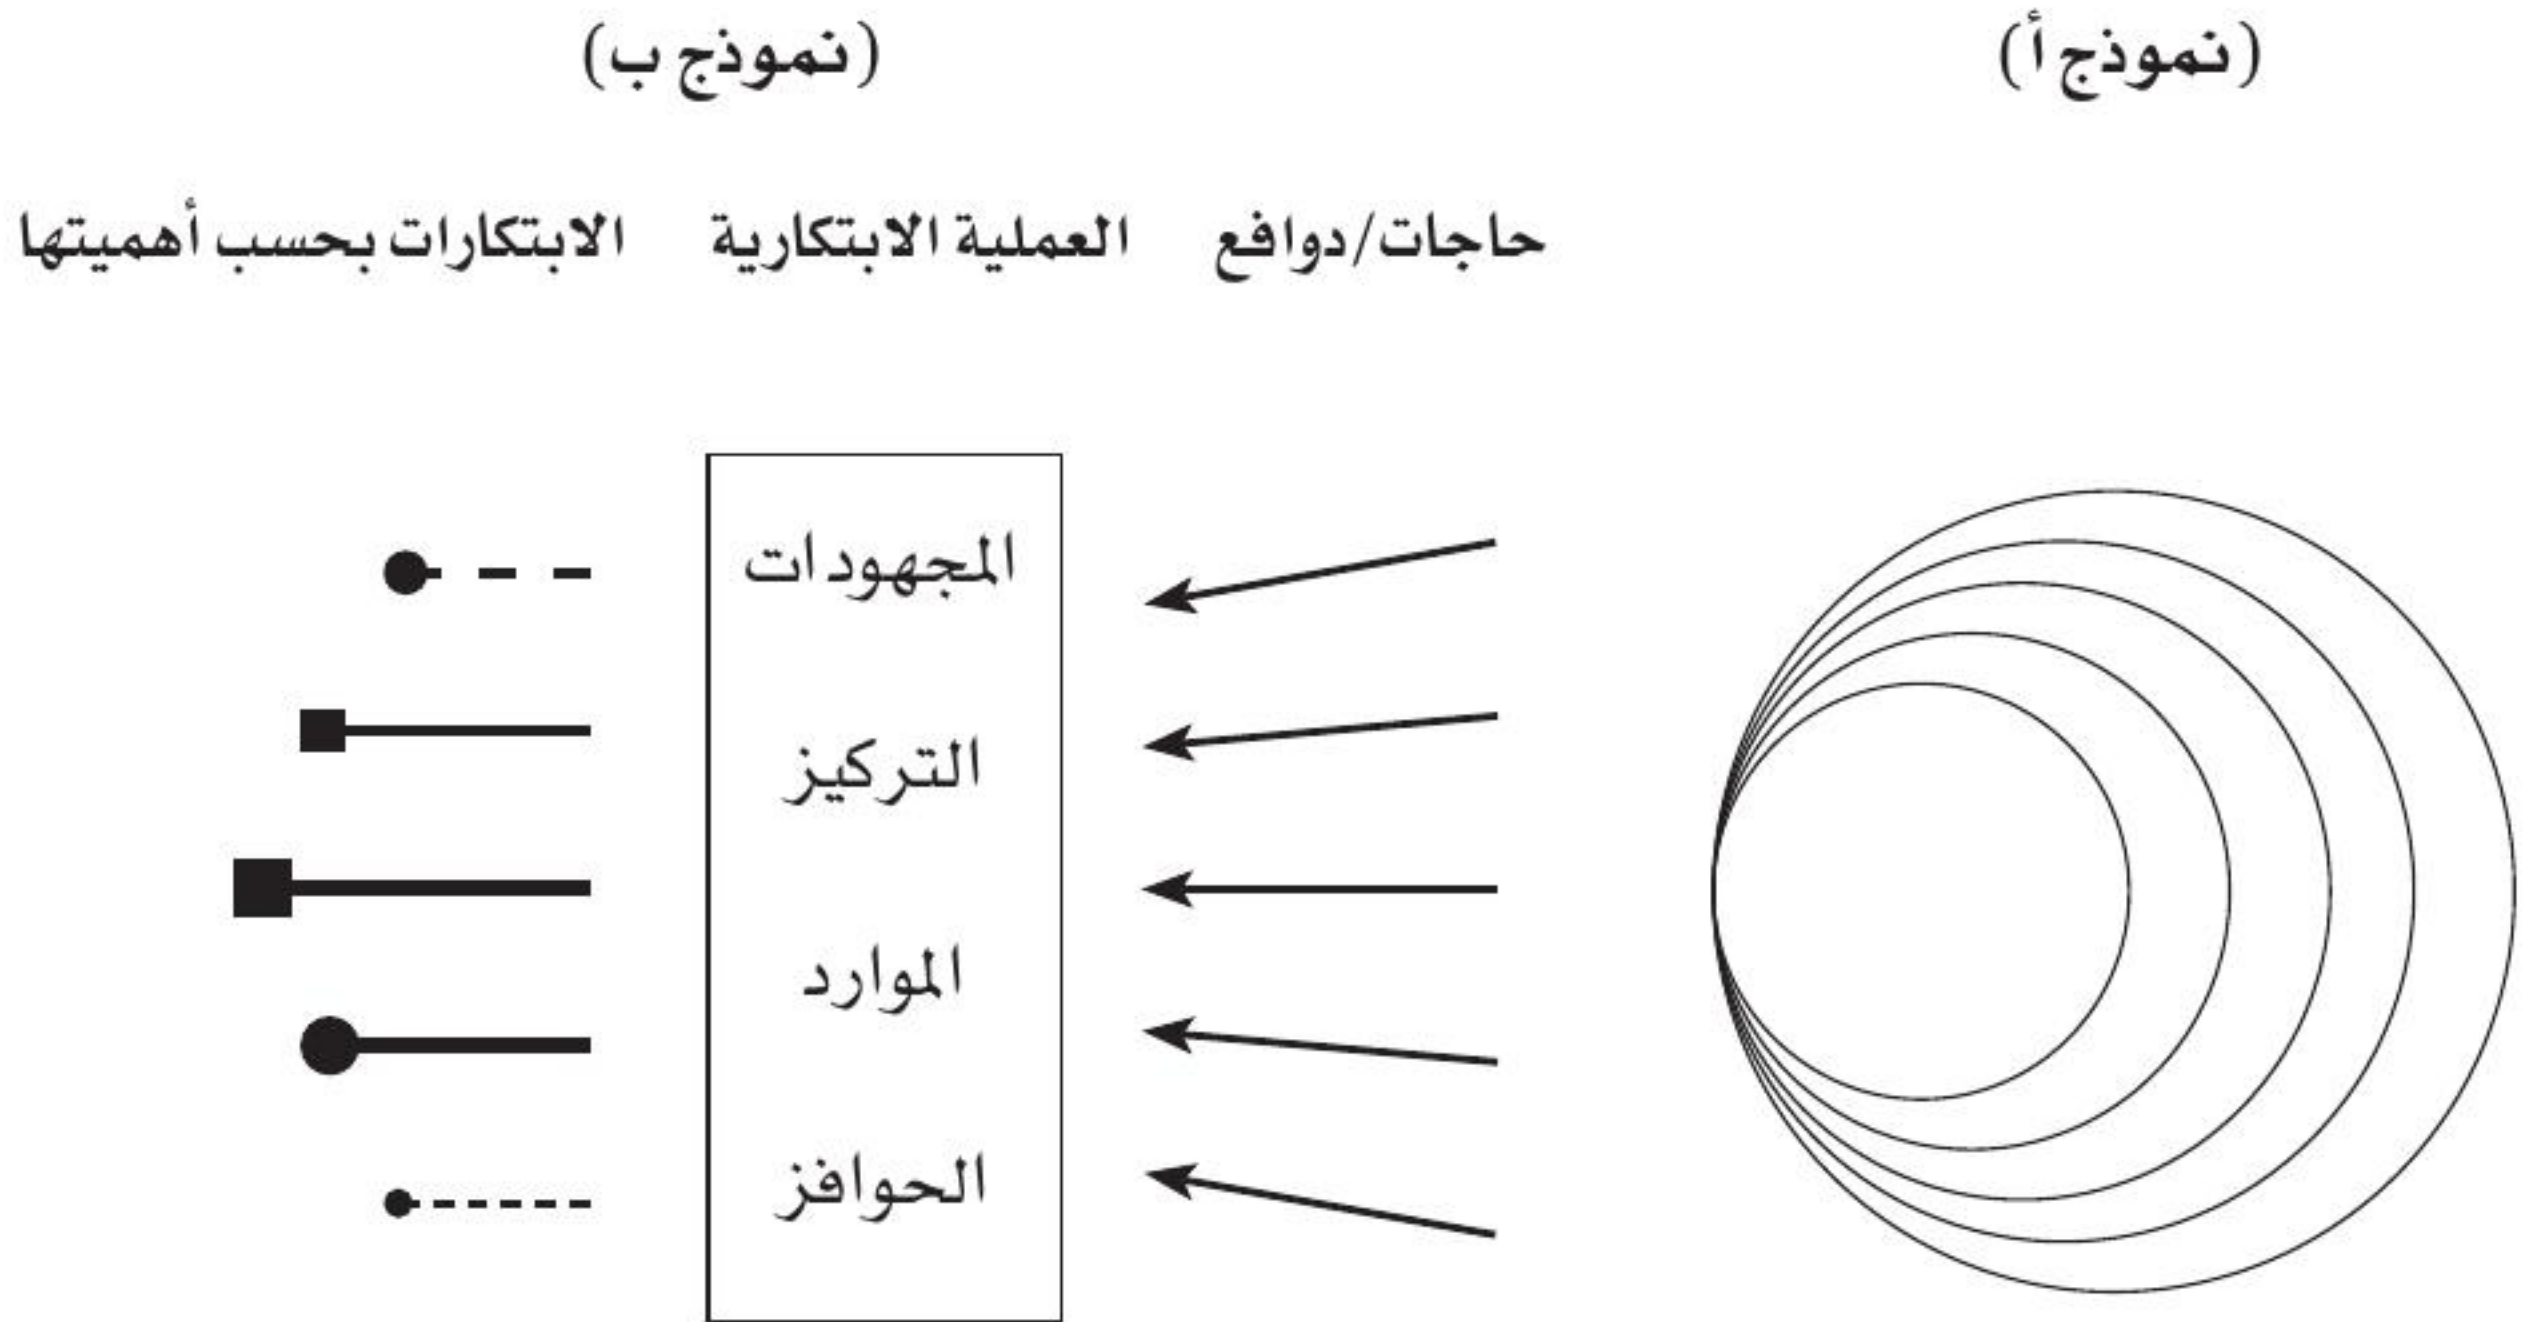 (نموذج أ)
(نموذج ب)
حاجات/دوافع
العملية الابتكارية
الابتكارات بحسب أهميتها
المجهودات
التركيز
الموارد
الحوافز